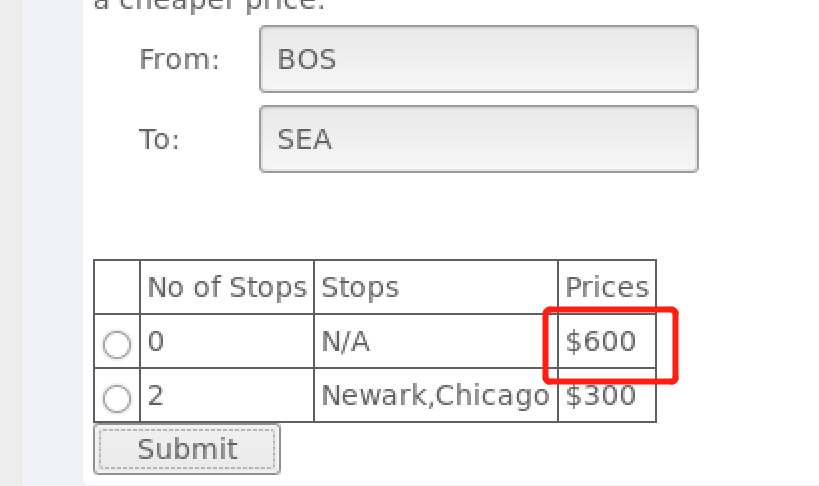 a cheaper price.
From: BOS
To: SEA
No of Stops Stops Prices
0 N/A $600
2 Newark,Chicago $300
Submit